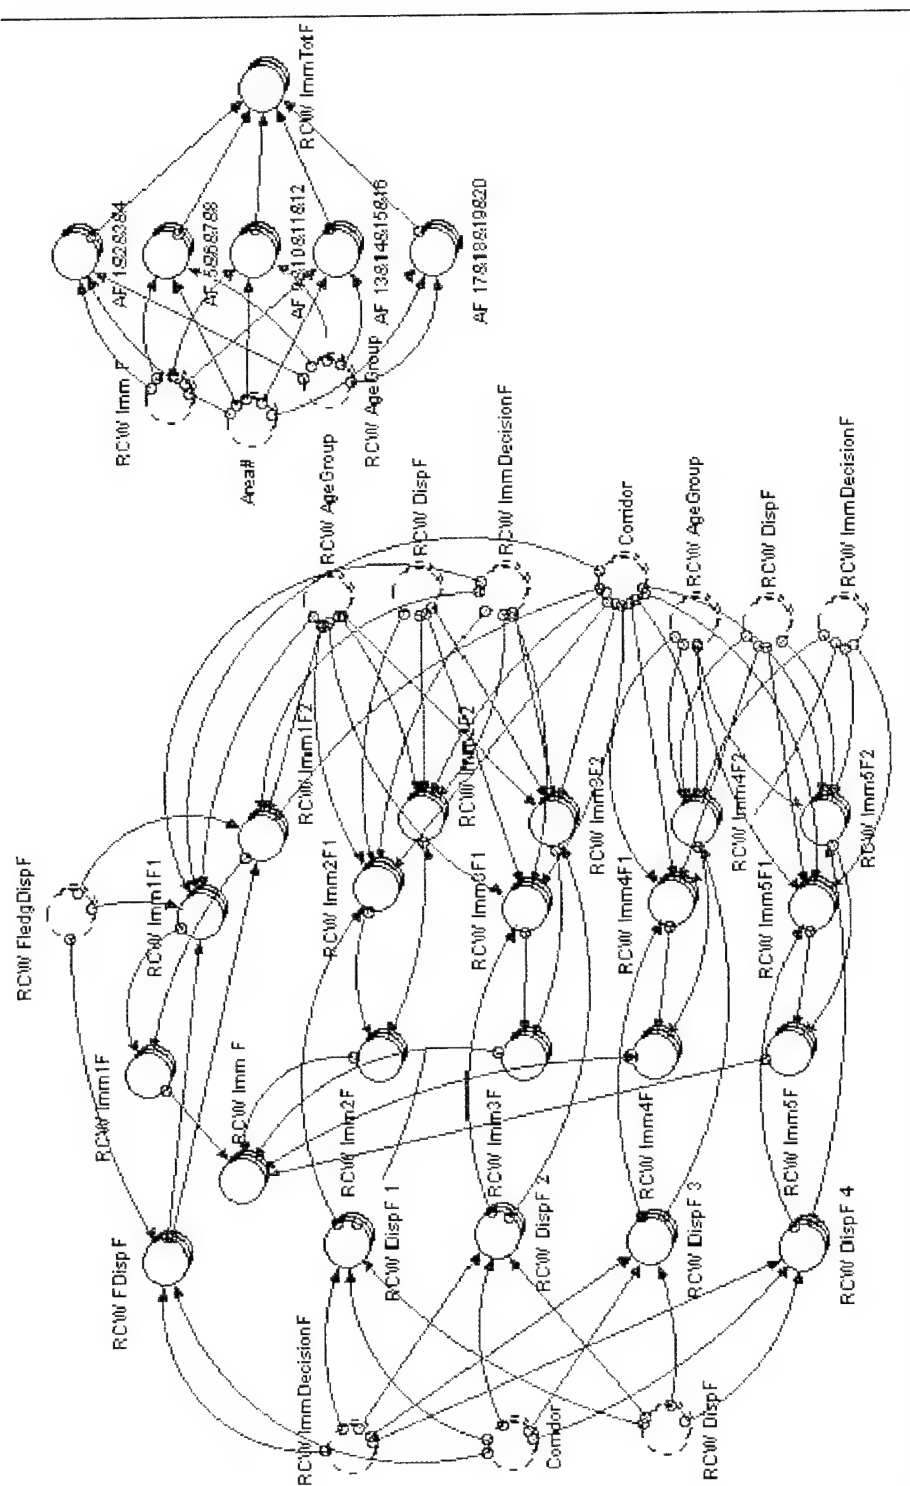 RCW ImmTotF
AF 1&2&3&4
AF 5&6&7&8
AF 9&10&11&12
AF 13&14&15&16
AF 17&18&19&20
RCW Imm F
Area#
RCW AgeGroup
RCW AgeGroup
RCW DispF
RCW ImmDecisionF
Corridor
RCW AgeGroup
RCW DispF
RCW ImmDecisionF
RCW FledgDispF
RCW Imm1F1
RCW Imm1F2
RCW Imm2F1
RCW Imm2F2
RCW Imm3F1
RCW Imm3F2
RCW Imm4F1
RCW Imm4F2
RCW Imm5F1
RCW Imm5F2
RCW Imm1F
RCW Imm F
RCW Imm2F
RCW Imm3F
RCW Imm4F
RCW Imm5F
RCW FDispF
RCW DispF 1
RCW DispF 2
RCW DispF 3
RCW DispF 4
RCW ImmDecisionF
Corridor
RCW DispF